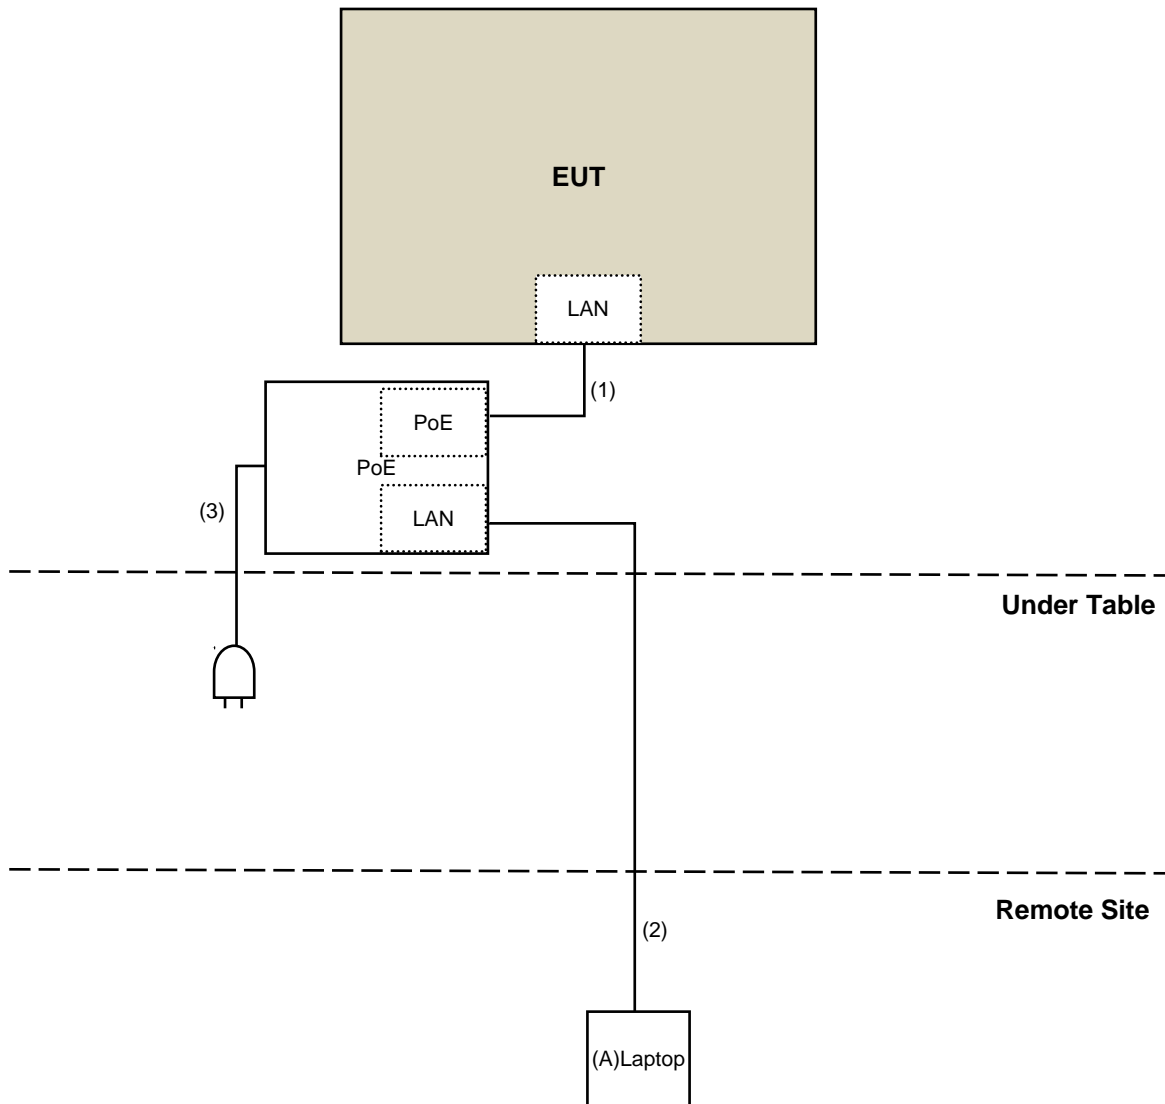 EUT
LAN
(1)
PoE
PoE
(3)
LAN
Under Table
Remote Site
(2)
(A)Laptop